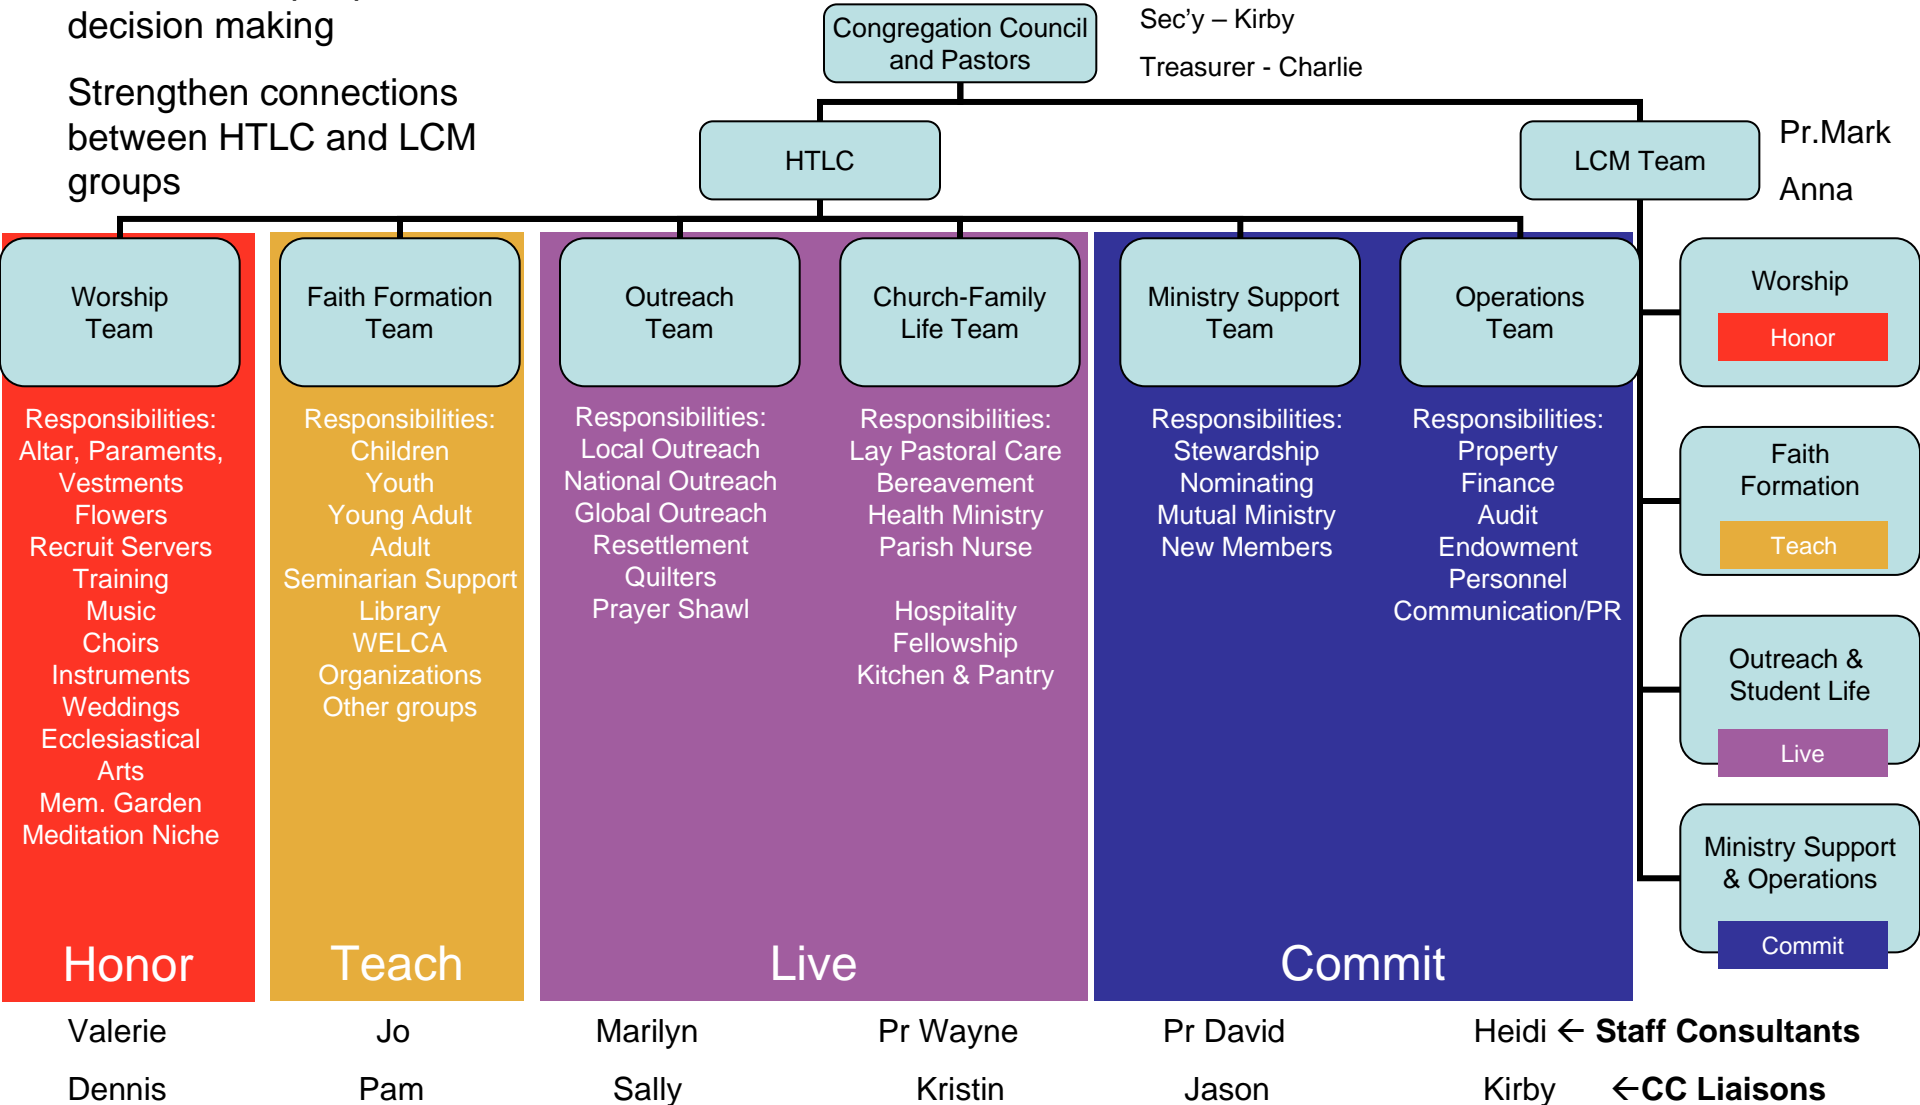 decision making
Strengthen connections
between HTLC and LCM
groups
Congregation Council
and Pastors
Sec’y – Kirby
Treasurer - Charlie
HTLC
LCM Team
Pr.Mark
Anna
Worship
Team
Faith Formation
Team
Outreach
Team
Church-Family
Life Team
Ministry Support
Team
Operations
Team
Responsibilities:
Altar, Paraments,
Vestments
Flowers
Recruit Servers
Training
Music
Choirs
Instruments
Weddings
Ecclesiastical
Arts
Mem. Garden
Meditation Niche
Honor
Responsibilities:
Children
Youth
Young Adult
Adult
Seminarian Support
Library
WELCA
Organizations
Other groups
Teach
Responsibilities:
Local Outreach
National Outreach
Global Outreach
Resettlement
Quilters
Prayer Shawl
Responsibilities:
Lay Pastoral Care
Bereavement
Health Ministry
Parish Nurse
Hospitality
Fellowship
Kitchen & Pantry
Live
Responsibilities:
Stewardship
Nominating
Mutual Ministry
New Members
Responsibilities:
Property
Finance
Audit
Endowment
Personnel
Communication/PR
Commit
Worship
Honor
Faith
Formation
Teach
Outreach &
Student Life
Live
Ministry Support
& Operations
Commit
Valerie Jo Marilyn Pr Wayne Pr David Heidi ← Staff Consultants
Dennis Pam Sally Kristin Jason Kirby ←CC Liaisons